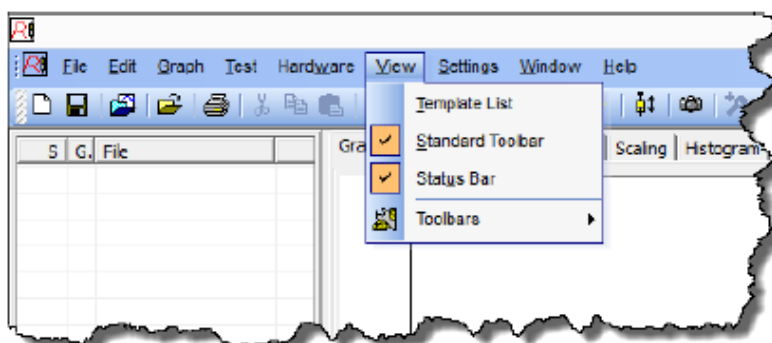 File Edit Graph Test Hardware View Settings Window Help
Template List
S G. File Gra Standard Toolbar Scaling Histogram
Status Bar
Toolbars